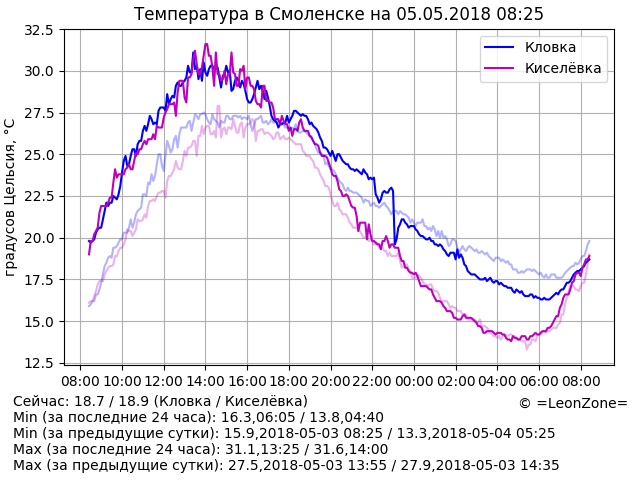 Температура в Смоленске на 05.05.2018 08:25
32.5
30.0
27.5
25.0
22.5
20.0
17.5
15.0
12.5
градусов Цельсия, °C
Кловка
Киселёвка
08:00 10:00 12:00 14:00 16:00 18:00 20:00 22:00 00:00 02:00 04:00 06:00 08:00
Сейчас: 18.7 / 18.9 (Кловка / Киселёвка)
© =LeonZone=
Min (за последние 24 часа): 16.3,06:05 / 13.8,04:40
Min (за предыдущие сутки): 15.9,2018-05-03 08:25 / 13.3,2018-05-04 05:25
Max (за последние 24 часа): 31.1,13:25 / 31.6,14:00
Max (за предыдущие сутки): 27.5,2018-05-03 13:55 / 27.9,2018-05-03 14:35